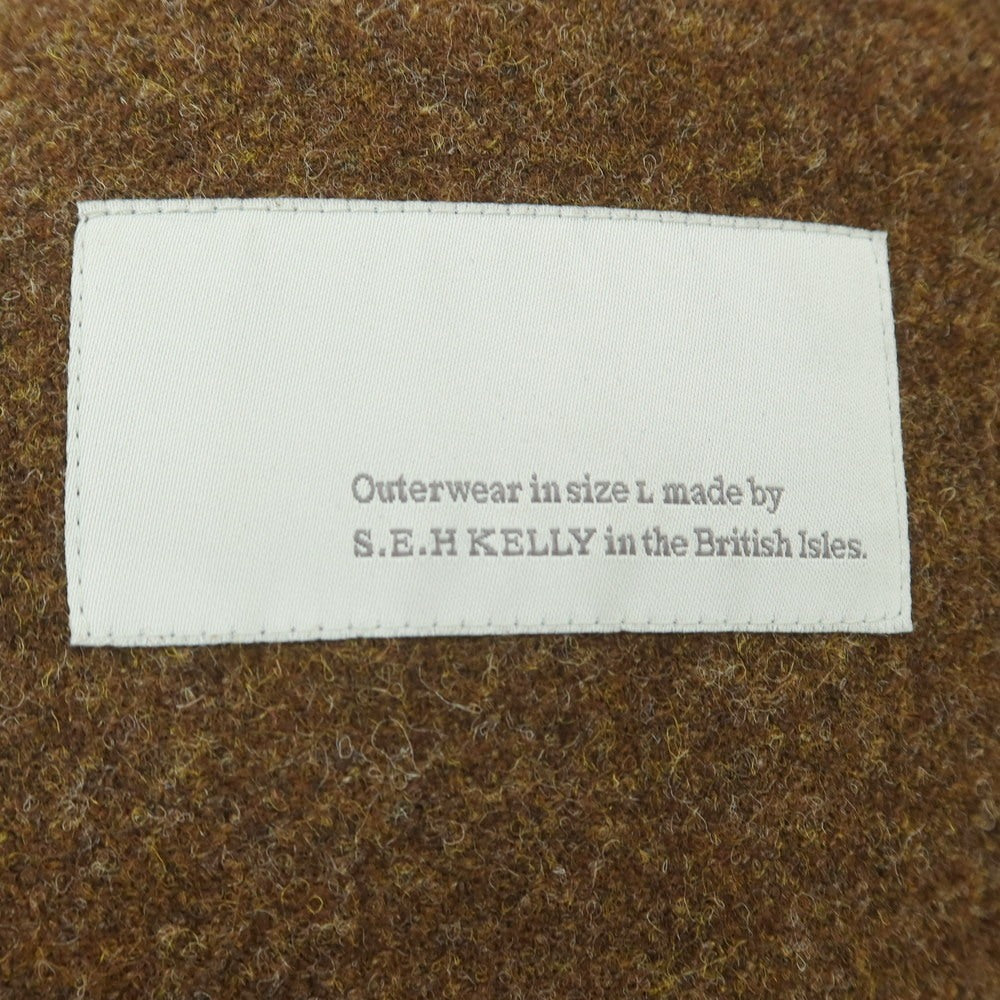 Outerwear in size L made by
S.E.H KELLY in the British Isles.